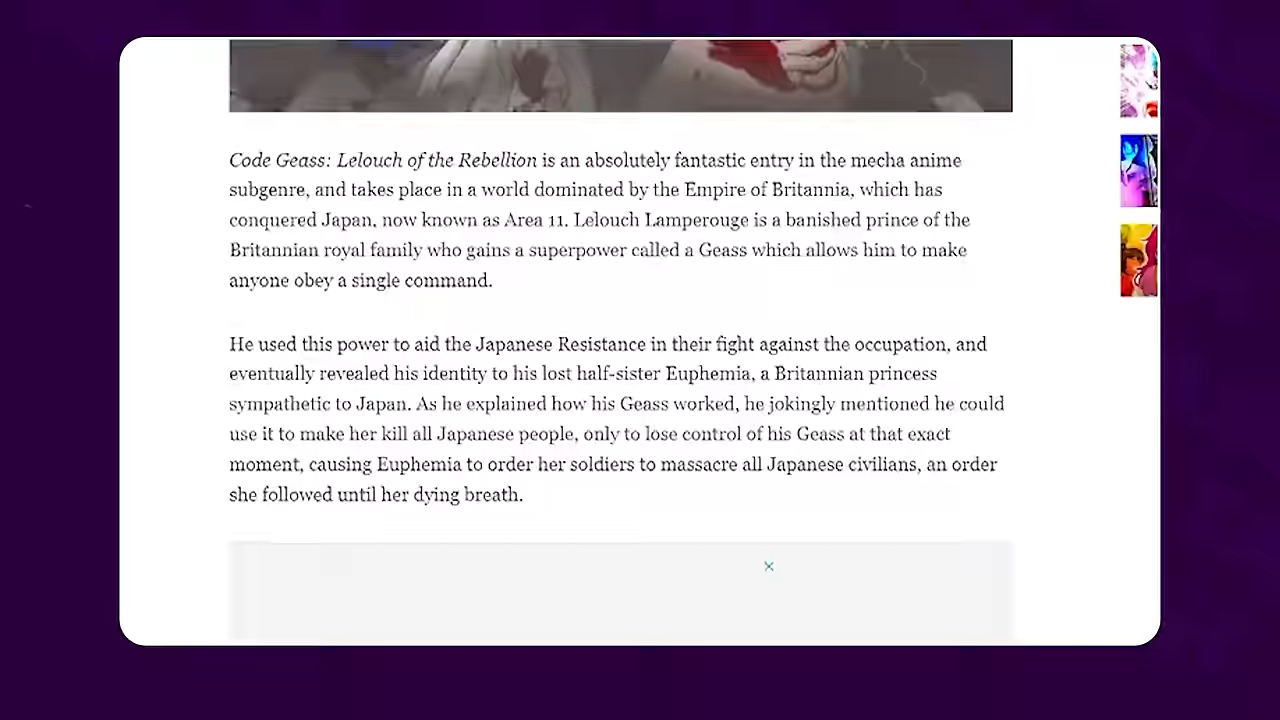 Code Geass: Lelouch of the Rebellion is an absolutely fantastic entry in the mecha anime
subgenre, and takes place in a world dominated by the Empire of Britannia, which has
conquered Japan, now known as Area 11. Lelouch Lamperouge is a banished prince of the
Britannian royal family who gains a superpower called a Geass which allows him to make
anyone obey a single command.
He used this power to aid the Japanese Resistance in their fight against the occupation, and
eventually revealed his identity to his lost half-sister Euphemia, a Britannian princess
sympathetic to Japan. As he explained how his Geass worked, he jokingly mentioned he could
use it to make her kill all Japanese people, only to lose control of his Geass at that exact
moment, causing Euphemia to order her soldiers to massacre all Japanese civilians, an order
she followed until her dying breath.